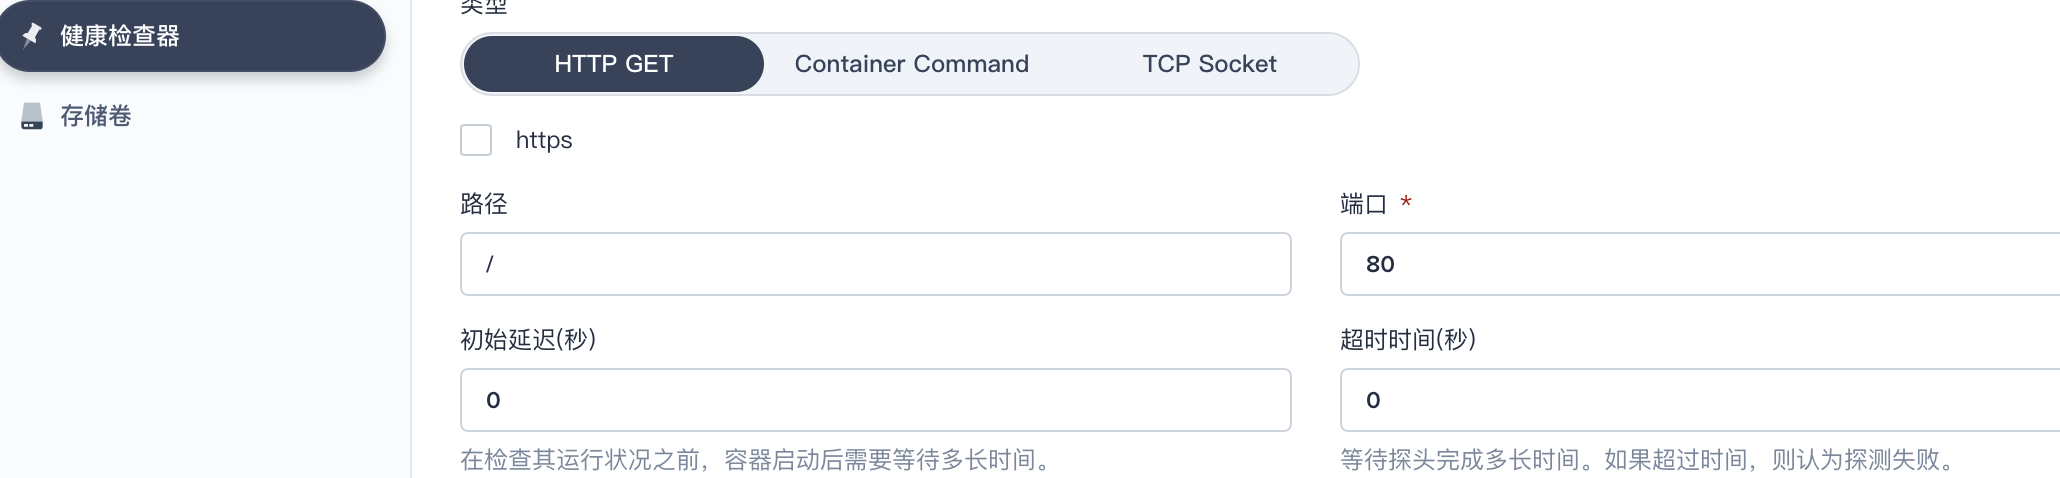 类型
健康检查器
HTTP GET
Container Command
TCP Socket
存储卷
https
路径
端口 *
/
80
初始延迟(秒)
超时时间(秒)
0
0
在检查其运行状况之前，容器启动后需要等待多长时间。
等待探头完成多长时间。如果超过时间，则认为探测失败。